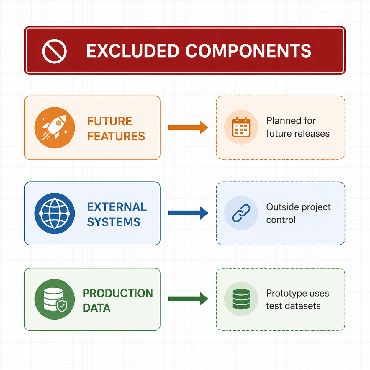 EXCLUDED COMPONENTS
FUTURE
FEATURES
Planned for
future releases
EXTERNAL
SYSTEMS
Outside project
control
PRODUCTION
DATA
Prototype uses
test datasets